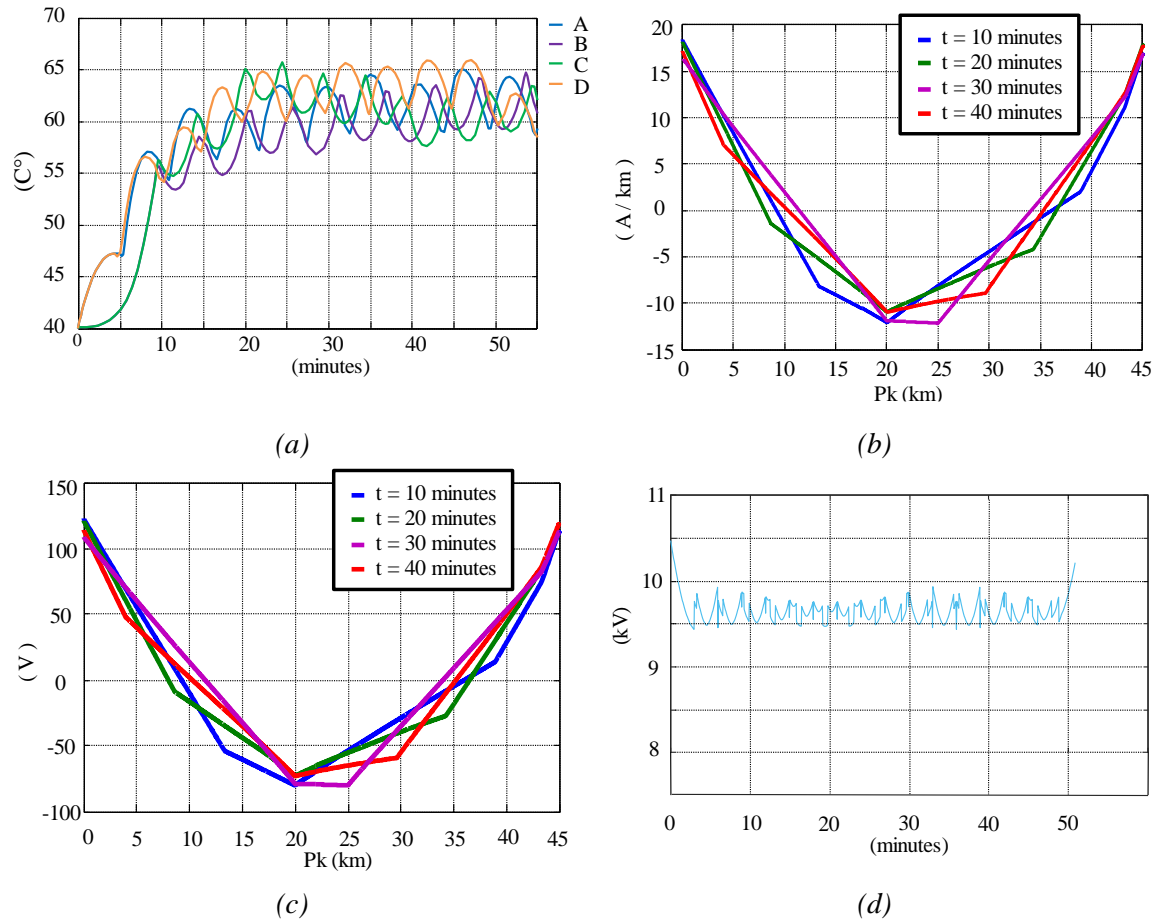 70
65
60
55
50
45
40
(C°)
0
5
10
20
30
40
50
(minutes)
A
B
C
D
(a)
20
15
10
5
0
-5
-10
-15
( A / km)
0
5
10
15
20
25
30
35
40
45
Pk (km)
t = 10 minutes
t = 20 minutes
t = 30 minutes
t = 40 minutes
(b)
150
100
50
0
-50
-100
( V )
0
5
10
15
20
25
30
35
40
45
Pk (km)
t = 10 minutes
t = 20 minutes
t = 30 minutes
t = 40 minutes
(c)
11
10
9
8
(kV)
0
10
20
30
40
50
(minutes)
(d)